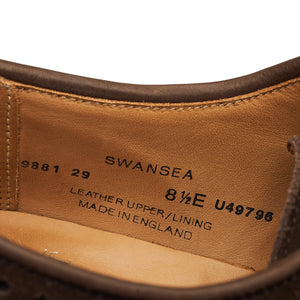 SWANSEA
9881 29 8½E U49796
LEATHER UPPER/LINING
MADE IN ENGLAND